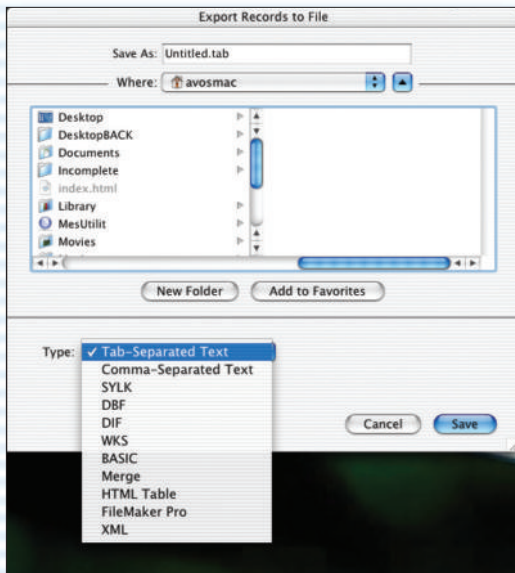 Export Records to File
Save As: Untitled.tab
Where: avosmac
Desktop
DesktopBACK
Documents
Incomplete
index.html
Library
MesUtilit
Movies
New Folder Add to Favorites
Type: ✓ Tab-Separated Text
Comma-Separated Text
SYLK
DBF
DIF
WKS
BASIC
Merge
HTML Table
FileMaker Pro
XML
Cancel Save